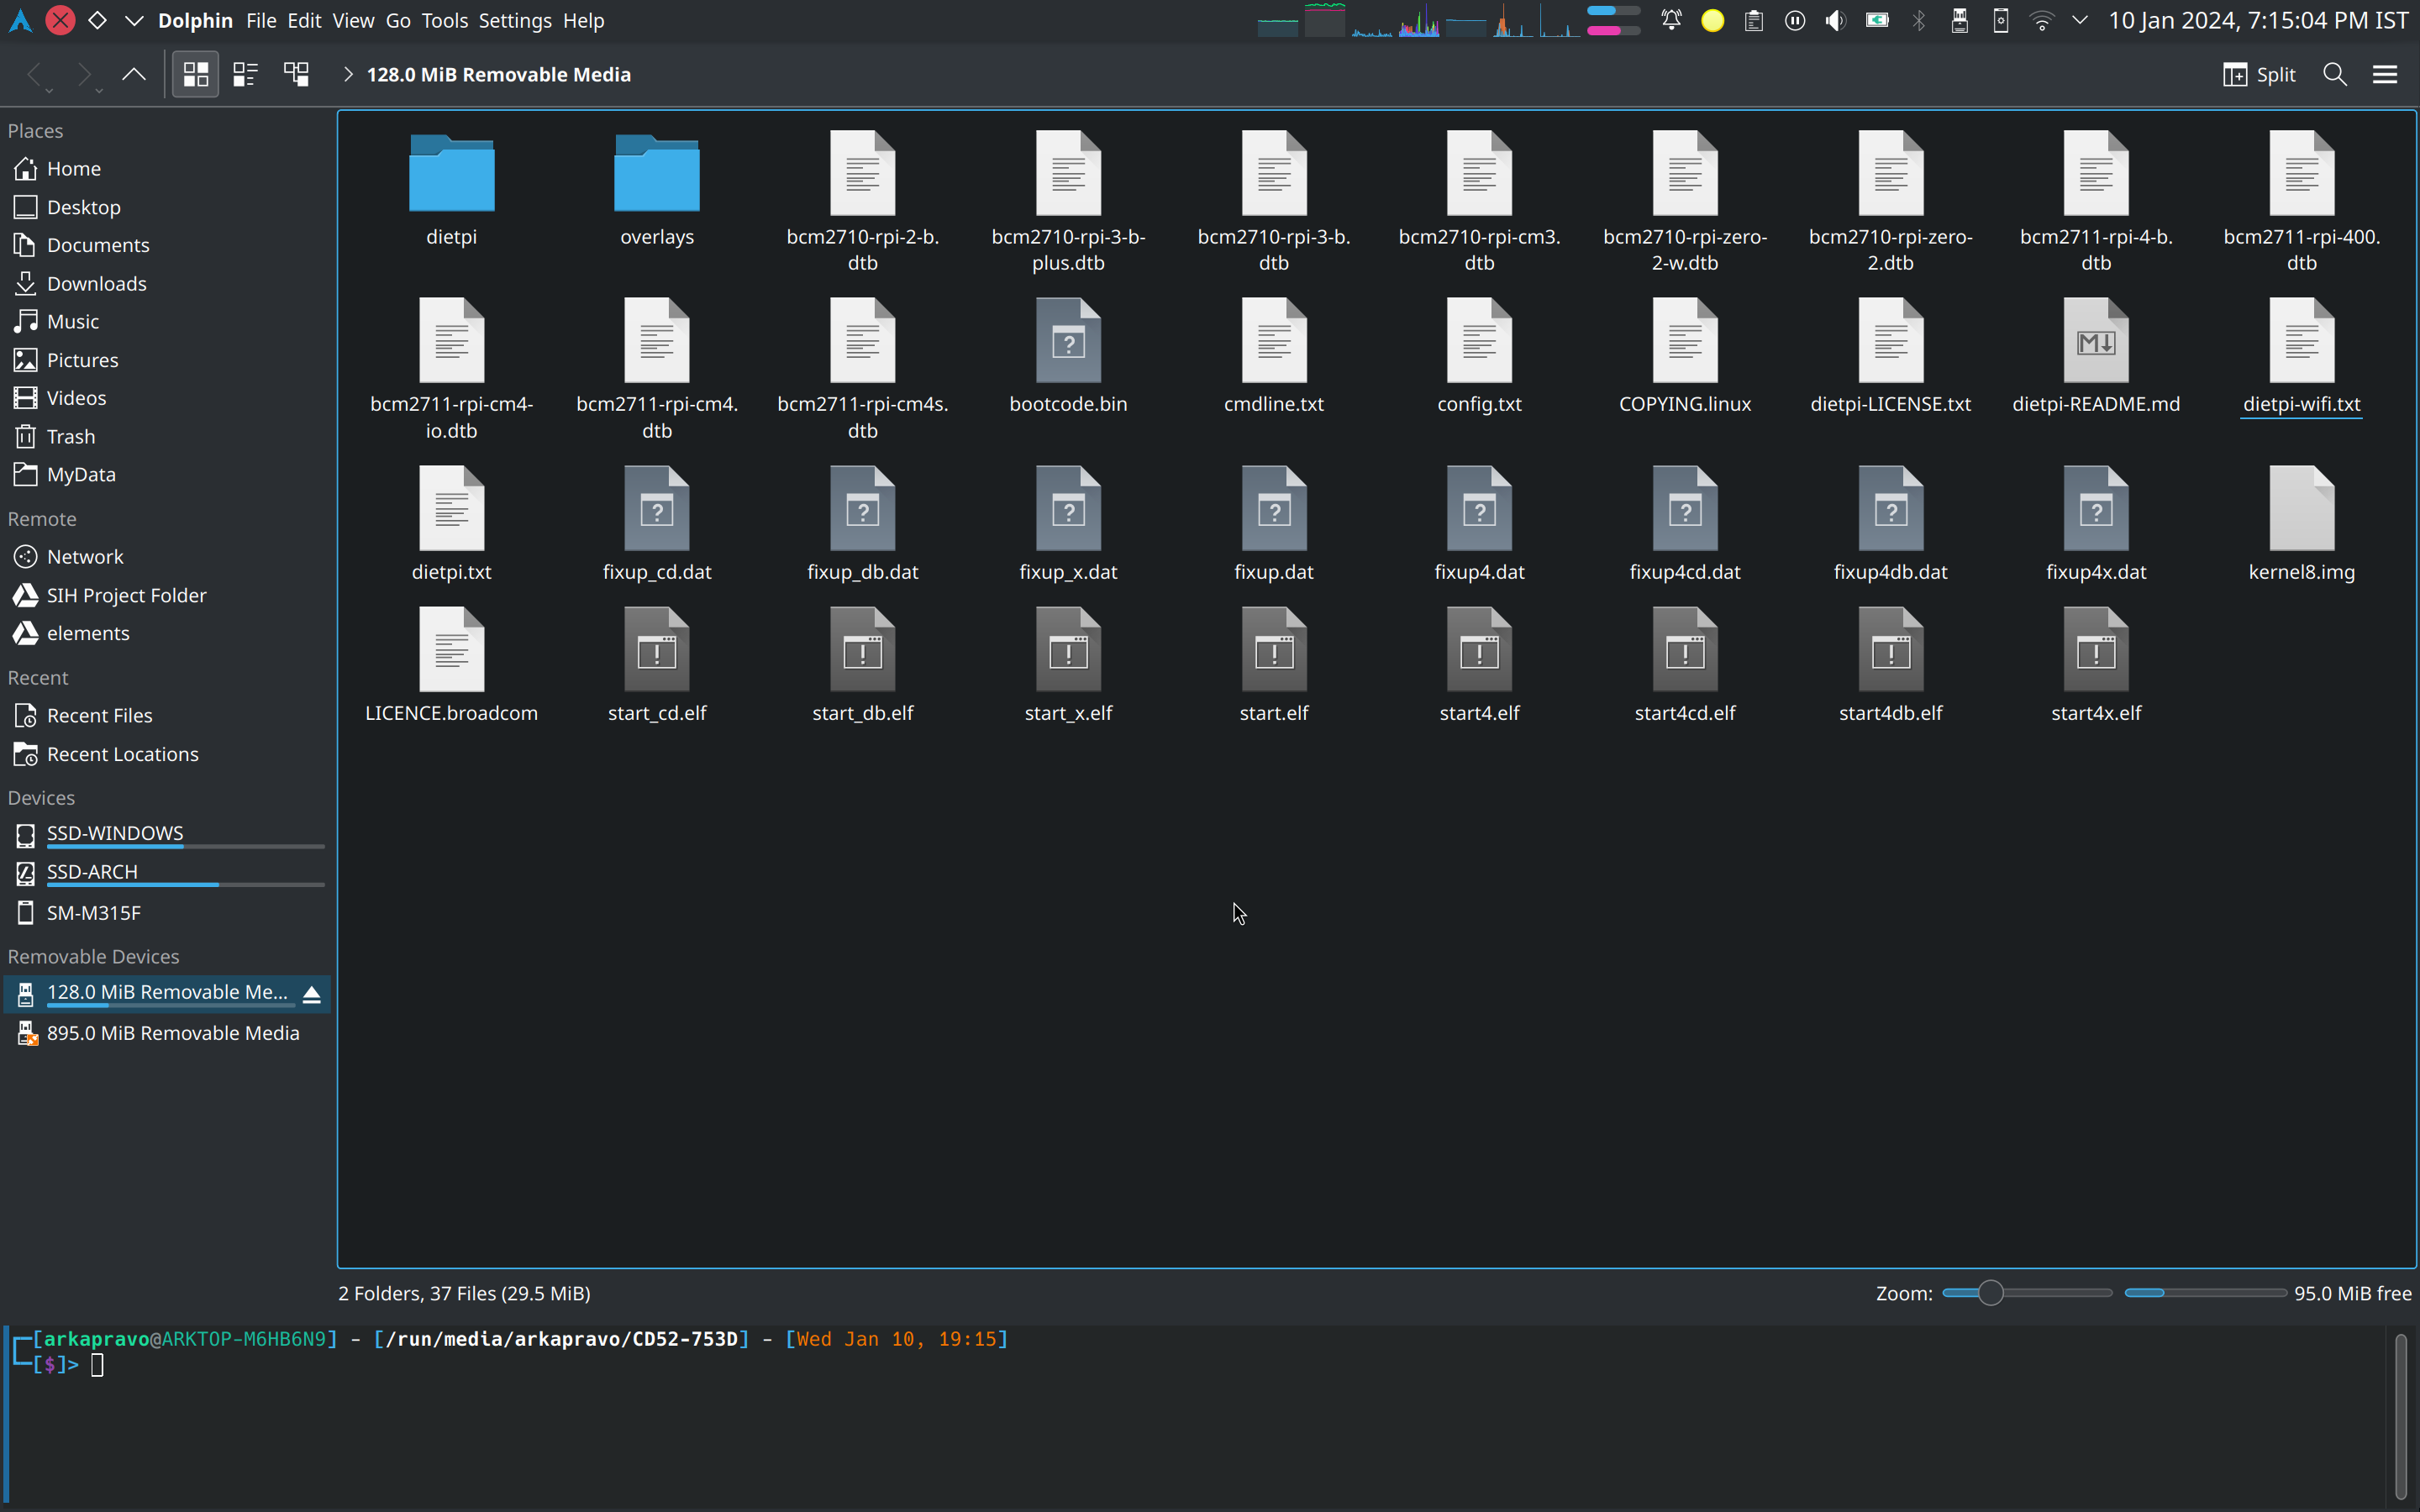 Dolphin File Edit View Go Tools Settings Help
10 Jan 2024, 7:15:04 PM IST
128.0 MiB Removable Media
Split
Places
Home
Desktop
Documents
Downloads
Music
Pictures
Videos
Trash
MyData
Remote
Network
SIH Project Folder
elements
Recent
Recent Files
Recent Locations
Devices
SSD-WINDOWS
SSD-ARCH
SM-M315F
Removable Devices
128.0 MiB Removable Me...
895.0 MiB Removable Media
dietpi
overlays
bcm2710-rpi-2-b.
dtb
bcm2710-rpi-3-b-
plus.dtb
bcm2710-rpi-3-b.
dtb
bcm2710-rpi-cm3.
dtb
bcm2710-rpi-zero-
2-w.dtb
bcm2710-rpi-zero-
2.dtb
bcm2711-rpi-4-b.
dtb
bcm2711-rpi-400.
dtb
bcm2711-rpi-cm4-
io.dtb
bcm2711-rpi-cm4.
dtb
bcm2711-rpi-cm4s.
dtb
bootcode.bin
cmdline.txt
config.txt
COPYING.linux
dietpi-LICENSE.txt
dietpi-README.md
dietpi-wifi.txt
dietpi.txt
fixup_cd.dat
fixup_db.dat
fixup_x.dat
fixup.dat
fixup4.dat
fixup4cd.dat
fixup4db.dat
fixup4x.dat
kernel8.img
LICENCE.broadcom
start_cd.elf
start_db.elf
start_x.elf
start.elf
start4.elf
start4cd.elf
start4db.elf
start4x.elf
2 Folders, 37 Files (29.5 MiB)
Zoom:
95.0 MiB free
[arkapravo@ARKTOP-M6HB6N9] - [/run/media/arkapravo/CD52-753D] - [Wed Jan 10, 19:15]
[$]>